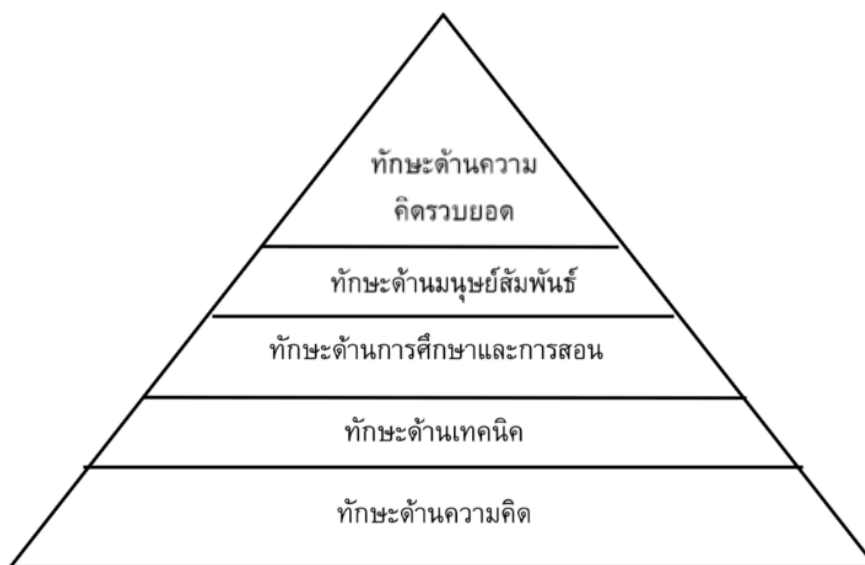 ทักษะด้านความ
คิดรวบยอด
ทักษะด้านมนุษย์สัมพันธ์
ทักษะด้านการศึกษาและการสอน
ทักษะด้านเทคนิค
ทักษะด้านความคิด